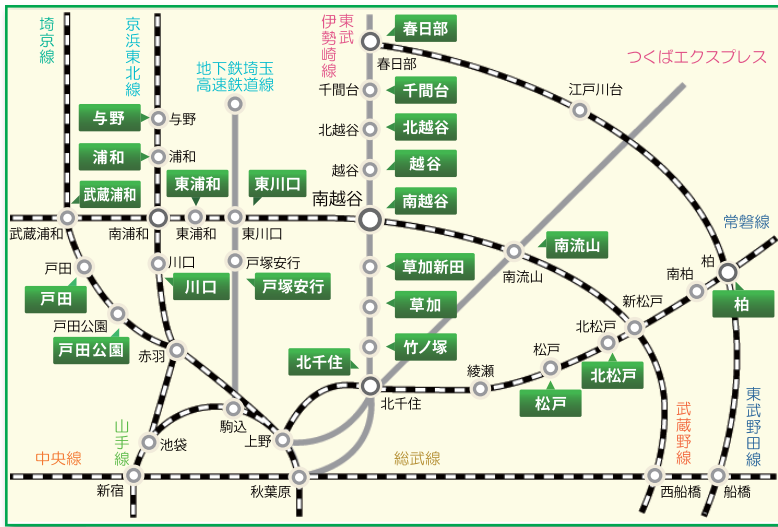 埼京線
京浜東北線
地下鉄埼玉
高速鉄道線
東武
伊勢崎線
つくばエクスプレス
春日部
春日部
千間台
千間台
江戸川台
北越谷
北越谷
越谷
越谷
南越谷
南越谷
与野
与野
浦和
浦和
武蔵浦和
東浦和
東川口
武蔵浦和
南浦和
東浦和
東川口
常磐線
南流山
南流山
戸田
戸田
川口
川口
戸塚安行
戸塚安行
草加新田
草加
竹ノ塚
南柏
柏
柏
新松戸
北松戸
北松戸
松戸
松戸
綾瀬
戸田公園
戸田公園
赤羽
北千住
北千住
山手線
池袋
駒込
上野
武蔵野線
東武野田線
中央線
総武線
新宿
秋葉原
西船橋
船橋